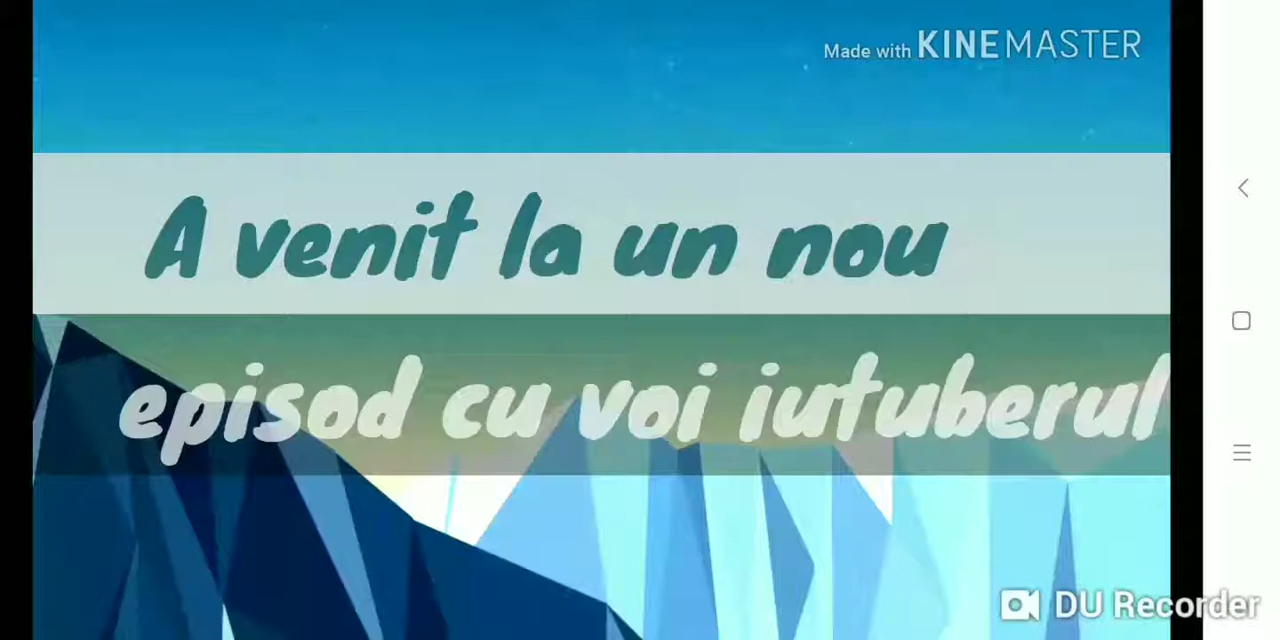 Made with KINEMASTER
A venit la un nou
episod cu voi iutuberul
DU Recorder